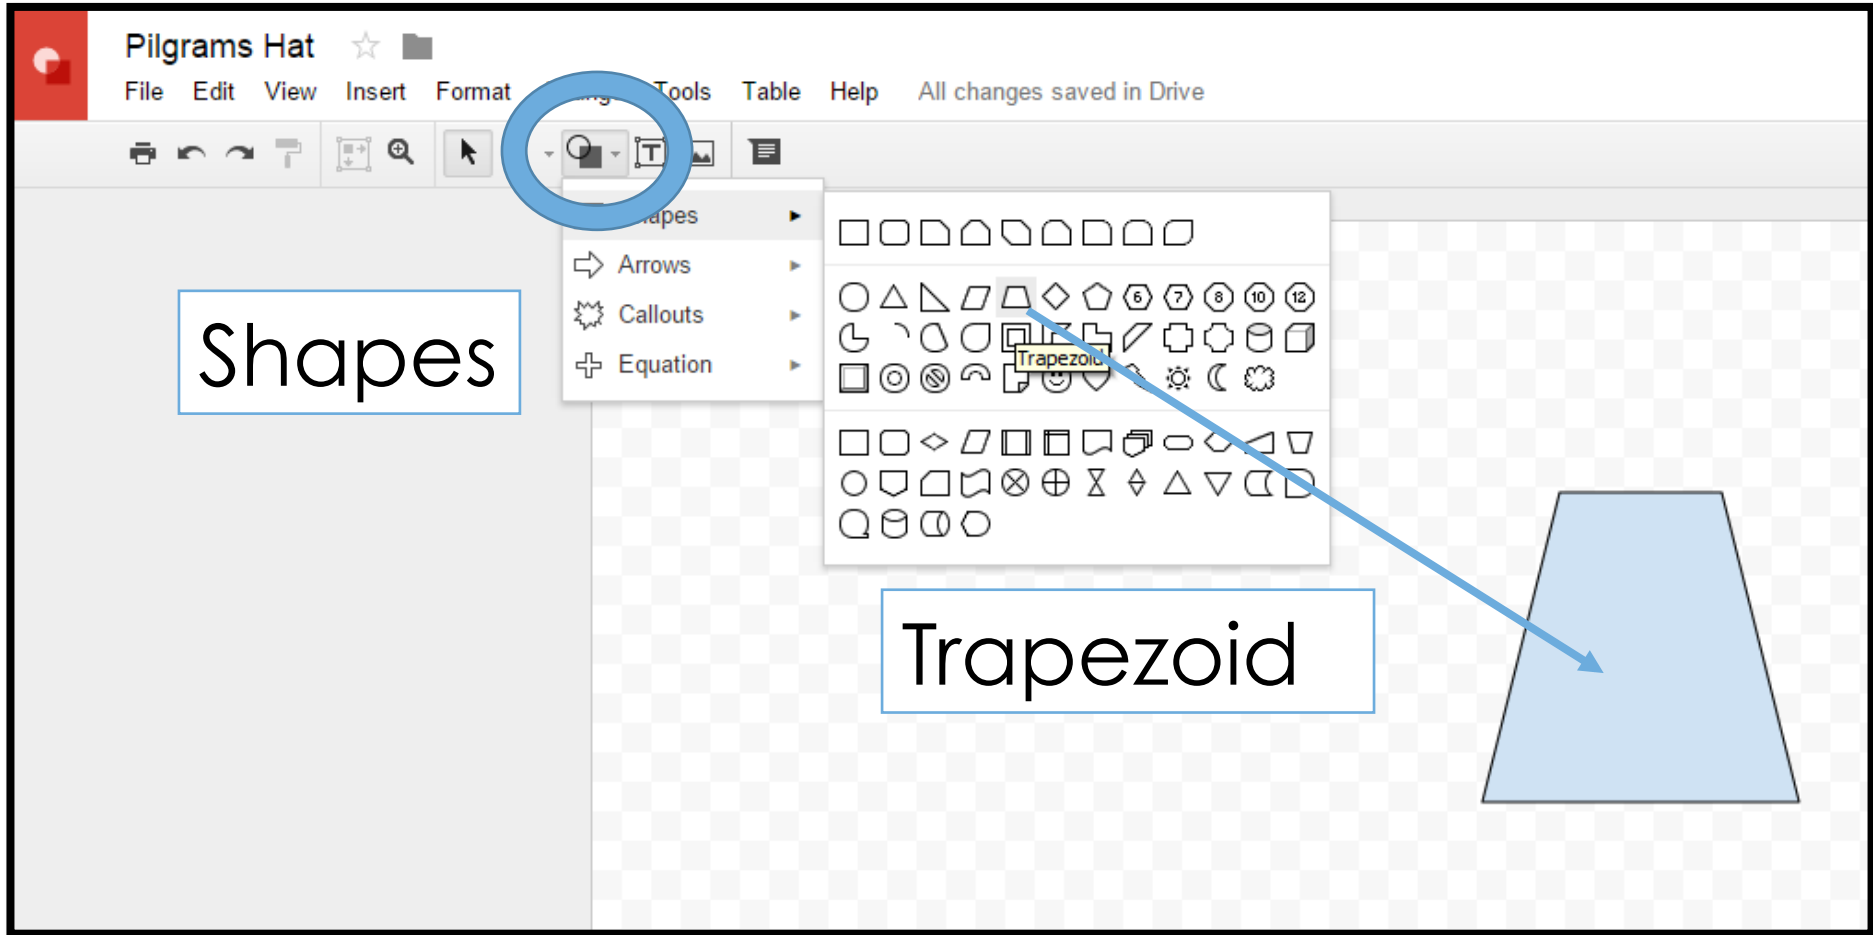 Pilgrams Hat
File Edit View Insert Format Tools Table Help All changes saved in Drive
Shapes
Arrows
Callouts
Equation
6 7 8 10 12
Trapezoid
Shapes
Trapezoid